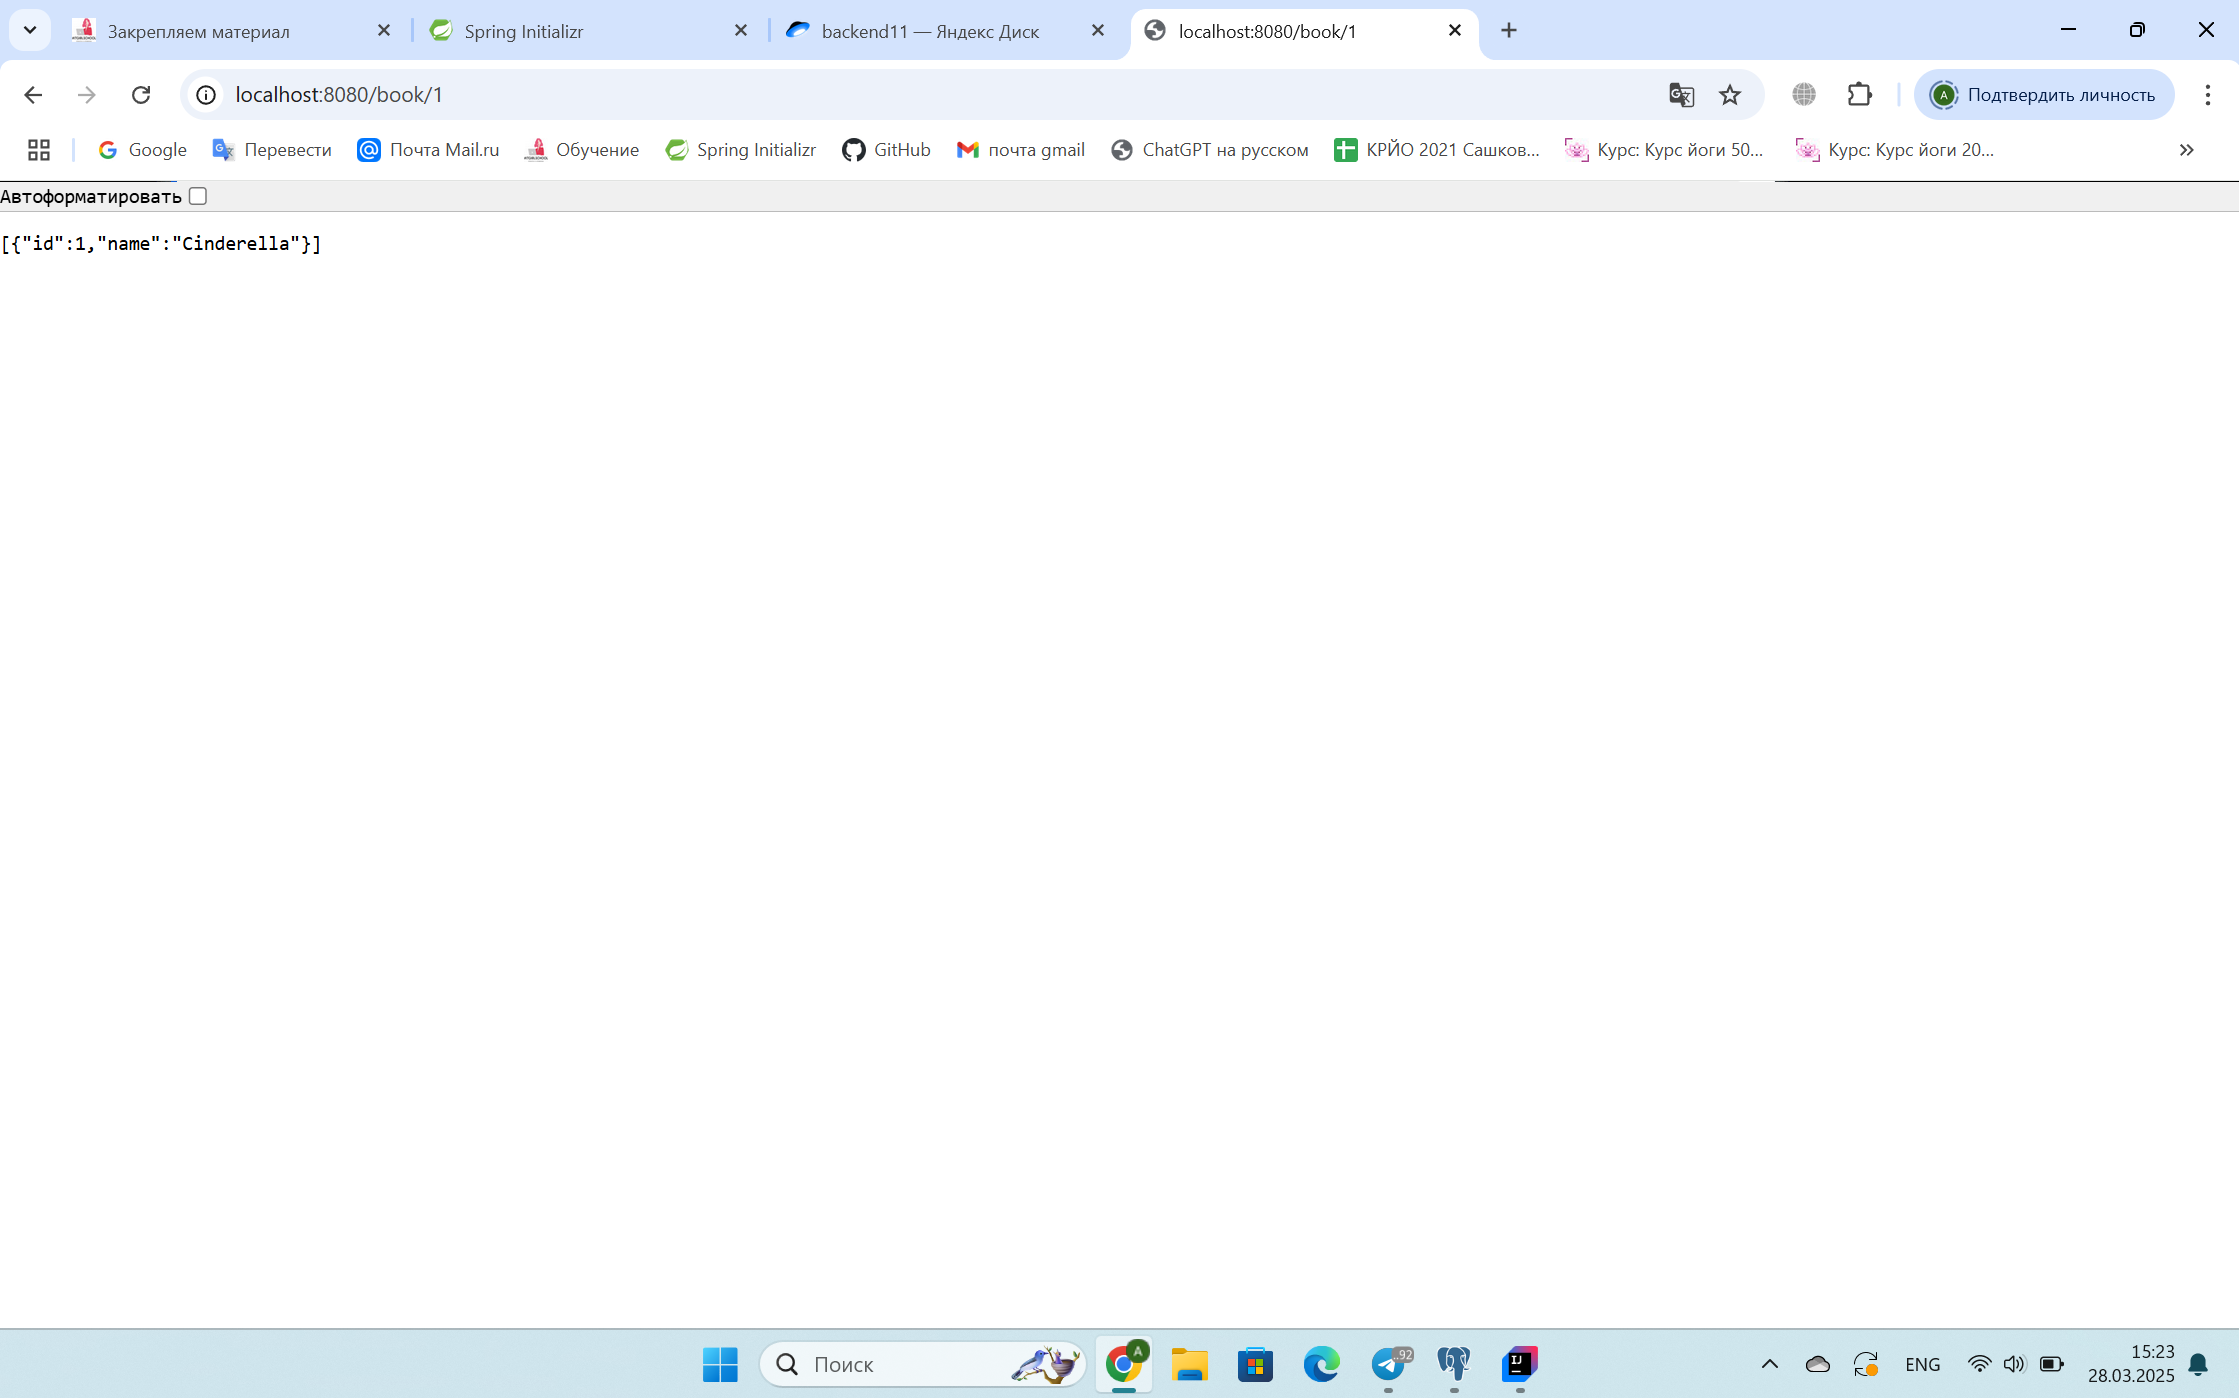 Закрепляем материал
Spring Initializr
backend11 — Яндекс Диск
localhost:8080/book/1
localhost:8080/book/1
Подтвердить личность
Google
Перевести
Почта Mail.ru
Обучение
Spring Initializr
GitHub
почта gmail
ChatGPT на русском
КРЙО 2021 Сашков...
Курс: Курс йоги 50...
Курс: Курс йоги 20...
Автоформатировать
[{"id":1,"name":"Cinderella"}]
Поиск
A
..92
ENG
15:23
28.03.2025